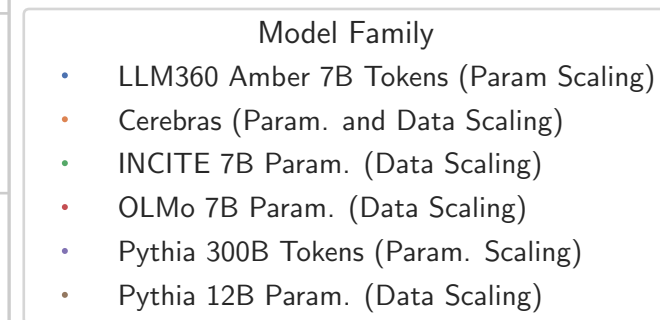 Model Family
LLM360 Amber 7B Tokens (Param Scaling)
Cerebras (Param. and Data Scaling)
INCITE 7B Param. (Data Scaling)
OLMo 7B Param. (Data Scaling)
Pythia 300B Tokens (Param. Scaling)
Pythia 12B Param. (Data Scaling)